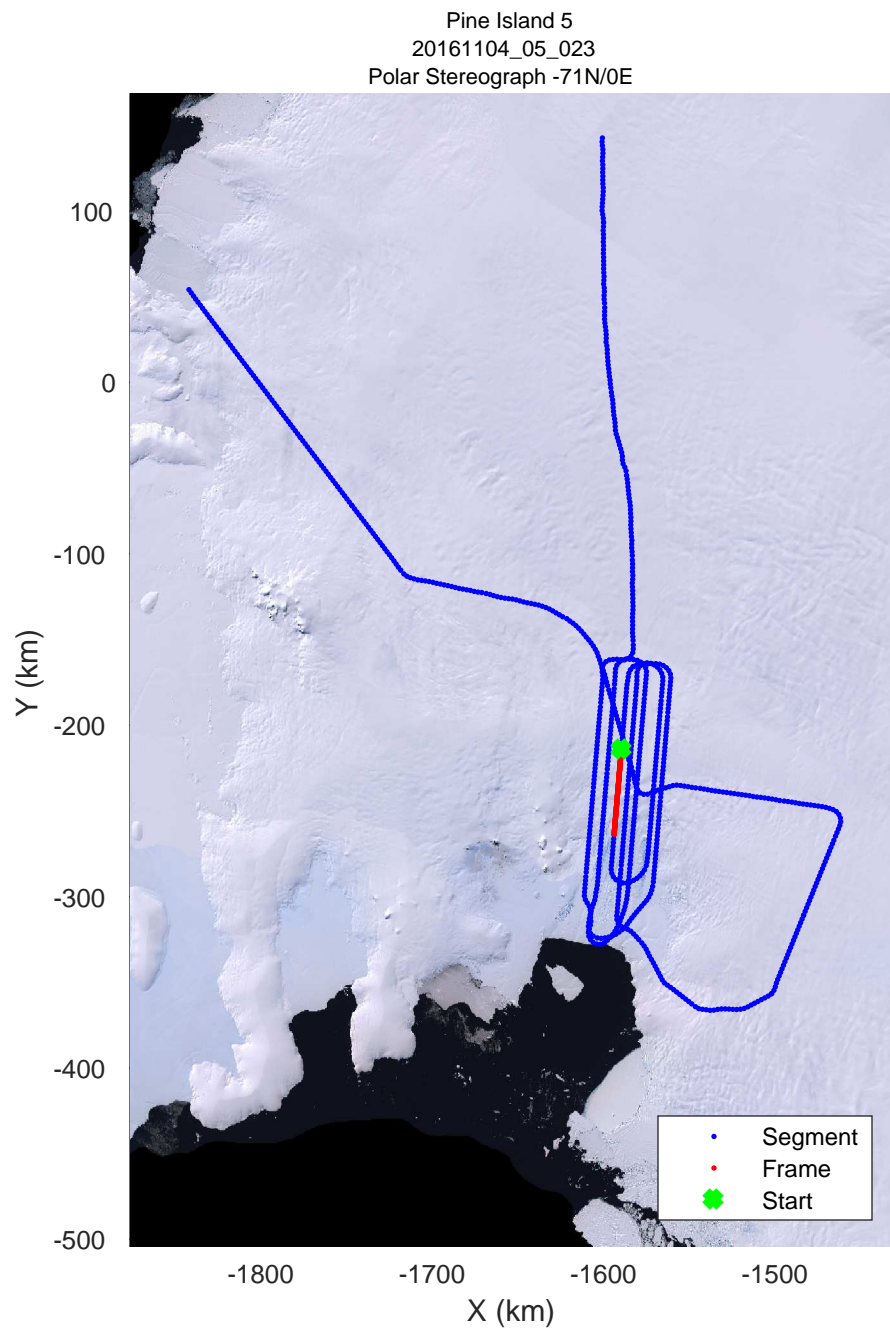 Pine Island 5
20161104_05_023
Polar Stereograph -71N/0E
100
0
-100
-200
-300
-400
-500
Y (km)
-1800
-1700
-1600
-1500
X (km)
Segment
Frame
Start